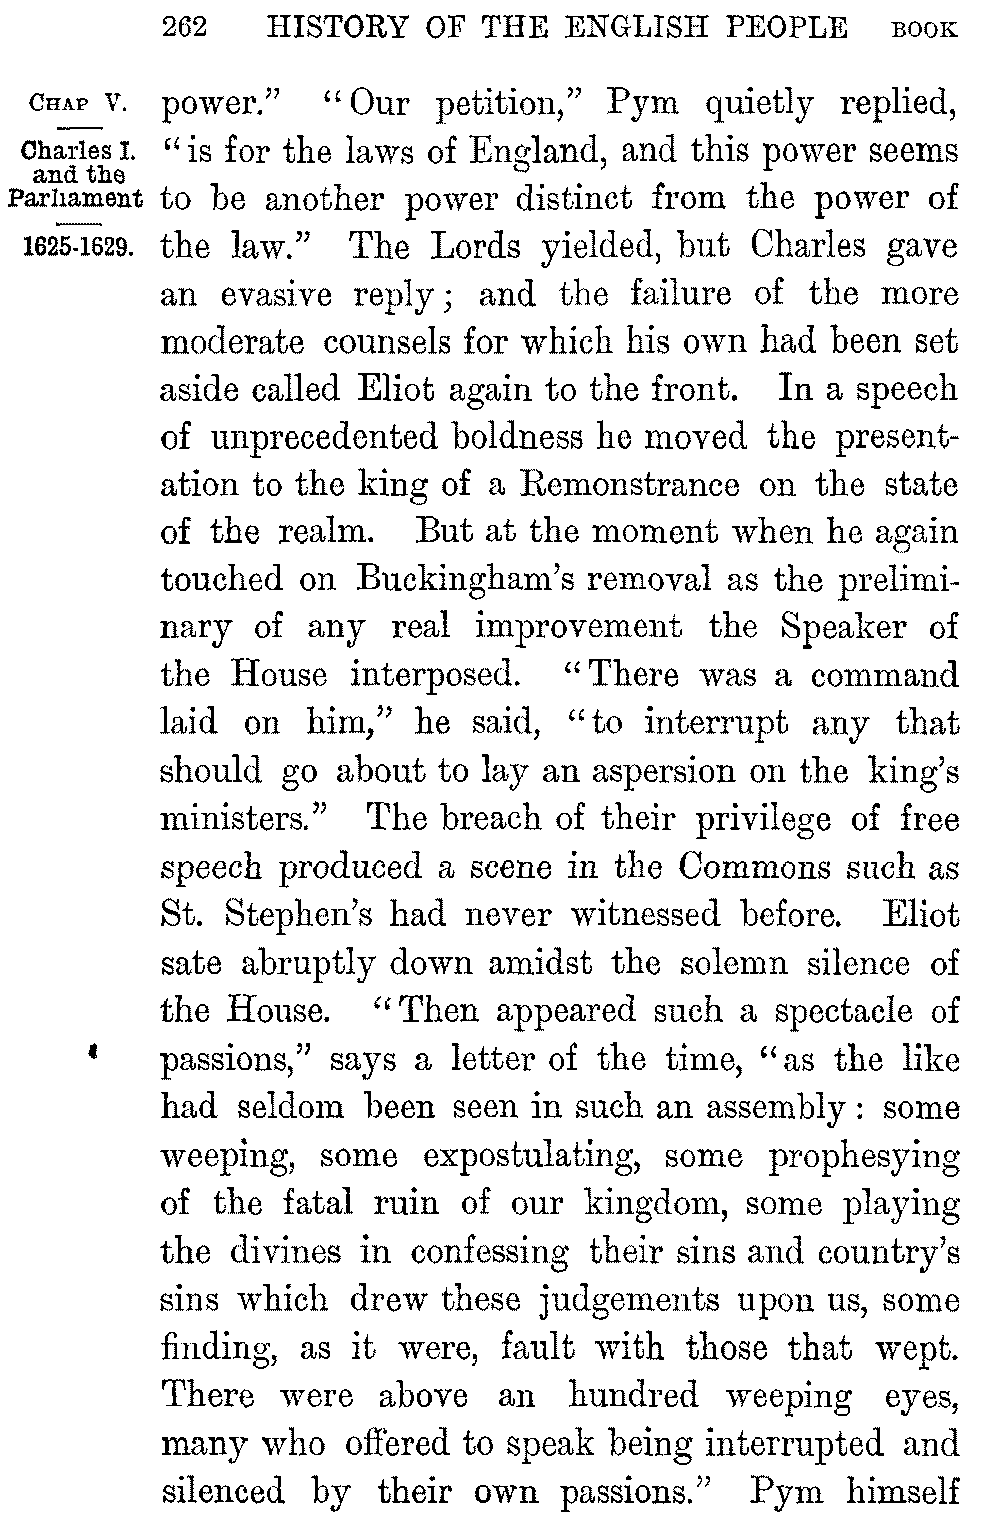 262 HISTORY OF THE ENGLISH PEOPLE BOOK
CHAP V.
Charles I.
and the
Parliament
1625-1629.
power.” “Our petition,” Pym quietly replied,
“is for the laws of England, and this power seems
to be another power distinct from the power of
the law.” The Lords yielded, but Charles gave
an evasive reply; and the failure of the more
moderate counsels for which his own had been set
aside called Eliot again to the front. In a speech
of unprecedented boldness he moved the present-
ation to the king of a Remonstrance on the state
of the realm. But at the moment when he again
touched on Buckingham’s removal as the prelimi-
nary of any real improvement the Speaker of
the House interposed. “There was a command
laid on him,” he said, “to interrupt any that
should go about to lay an aspersion on the king’s
ministers.” The breach of their privilege of free
speech produced a scene in the Commons such as
St. Stephen’s had never witnessed before. Eliot
sate abruptly down amidst the solemn silence of
the House. “Then appeared such a spectacle of
passions,” says a letter of the time, “as the like
had seldom been seen in such an assembly: some
weeping, some expostulating, some prophesying
of the fatal ruin of our kingdom, some playing
the divines in confessing their sins and country’s
sins which drew these judgements upon us, some
finding, as it were, fault with those that wept.
There were above an hundred weeping eyes,
many who offered to speak being interrupted and
silenced by their own passions.” Pym himself